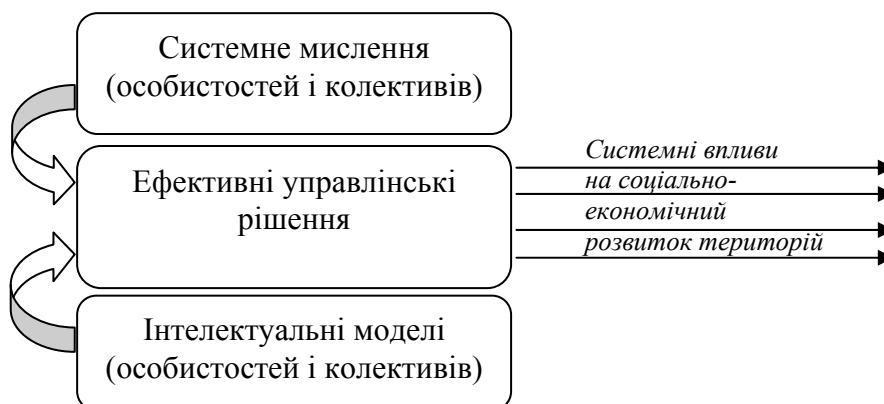 Системне мислення
(особистостей і колективів)
Ефективні управлінські
рішення
Системні впливи
на соціально-
економічний
розвиток територій
Інтелектуальні моделі
(особистостей і колективів)